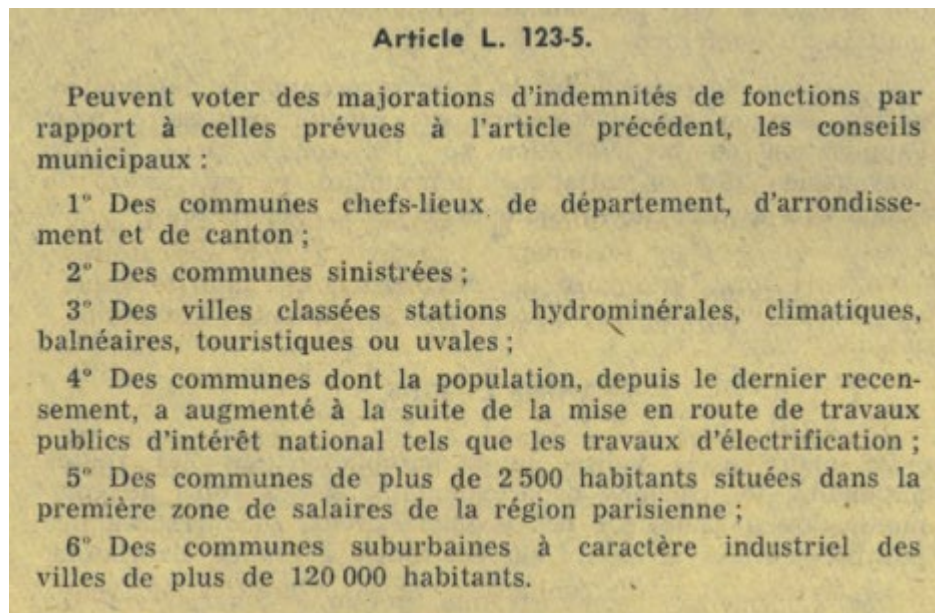 Article L. 123-5.
Peuvent voter des majorations d'indemnités de fonctions par
rapport à celles prévues à l'article précédent, les conseils
municipaux :
1° Des communes chefs-lieux de département, d'arrondisse-
ment et de canton ;
2° Des communes sinistrées ;
3° Des villes classées stations hydrominérales, climatiques,
balnéaires, touristiques ou uvales ;
4° Des communes dont la population, depuis le dernier recen-
sement, a augmenté à la suite de la mise en route de travaux
publics d'intérêt national tels que les travaux d'électrification ;
5° Des communes de plus de 2 500 habitants situées dans la
première zone de salaires de la région parisienne ;
6° Des communes suburbaines à caractère industriel des
villes de plus de 120 000 habitants.